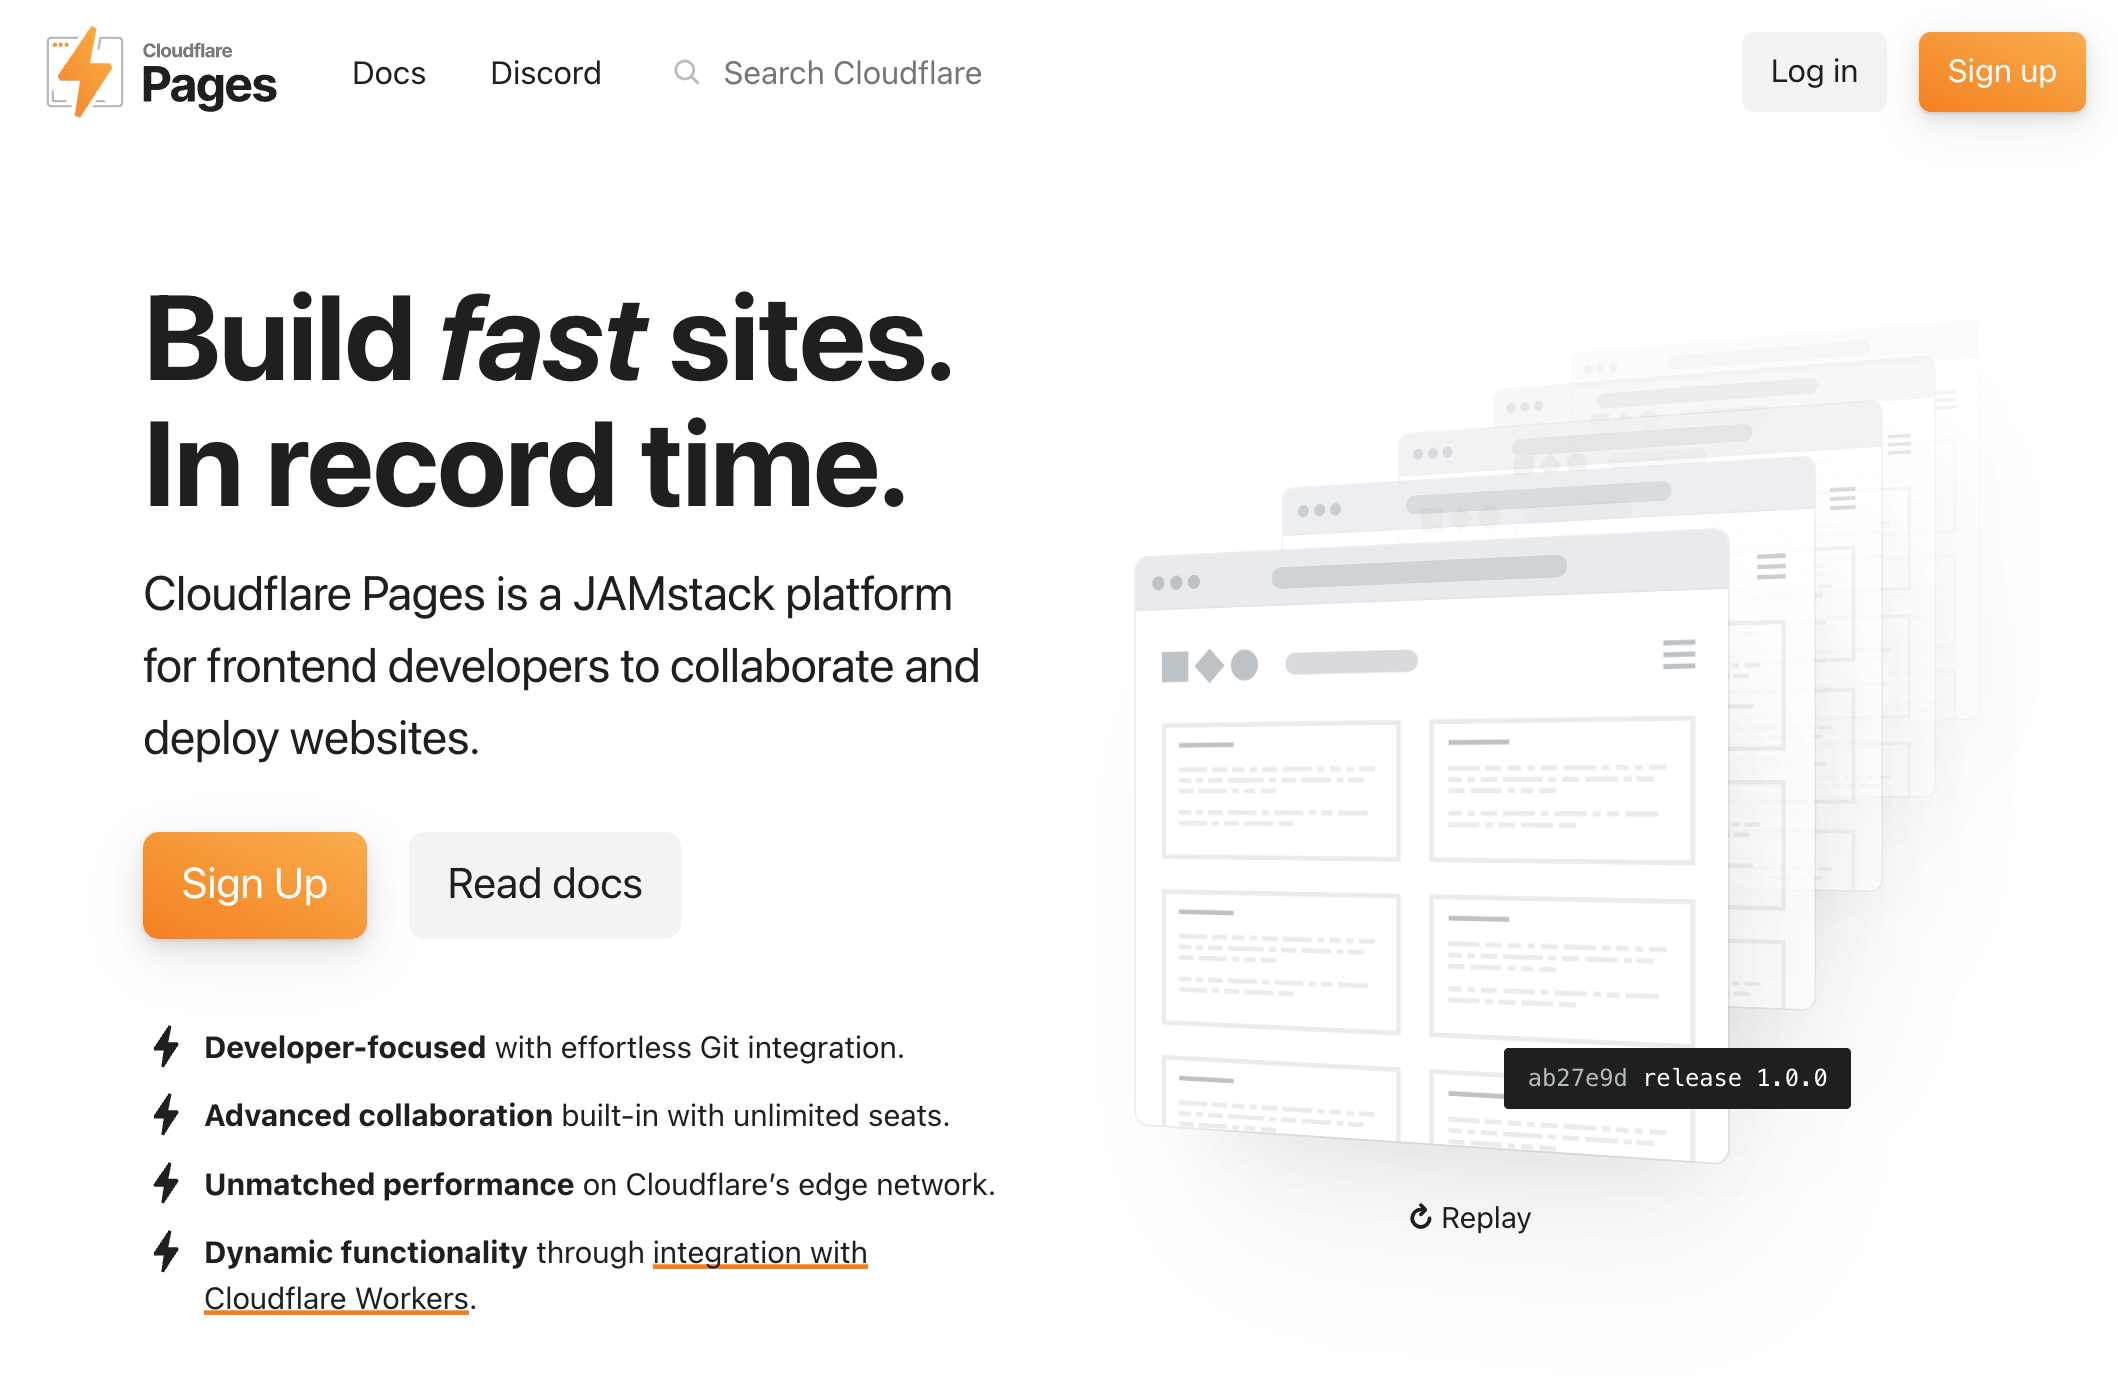 Cloudflare
Pages
Docs
Discord
Search Cloudflare
Log in
Sign up
Build fast sites.
In record time.
Cloudflare Pages is a JAMstack platform
for frontend developers to collaborate and
deploy websites.
Sign Up
Read docs
Developer-focused with effortless Git integration.
Advanced collaboration built-in with unlimited seats.
Unmatched performance on Cloudflare’s edge network.
Dynamic functionality through integration with
Cloudflare Workers.
ab27e9d release 1.0.0
Replay